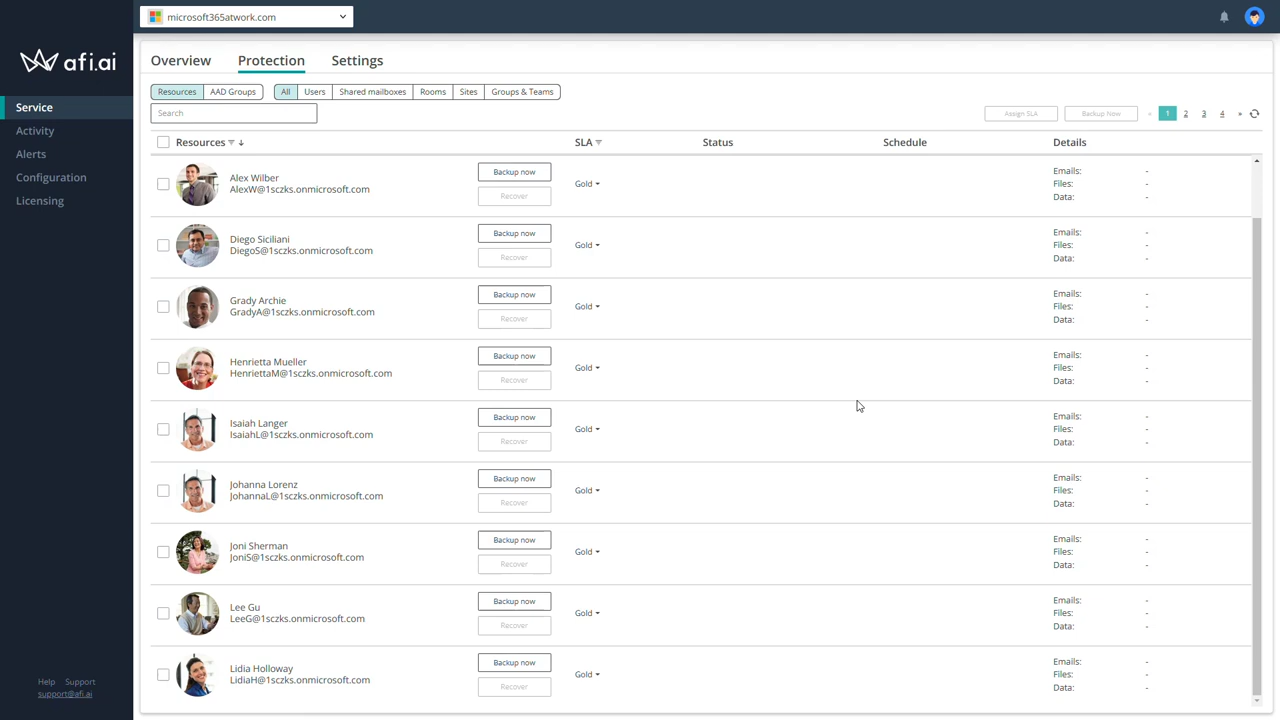 microsoft365atwork.com
afi.ai
Overview Protection Settings
Resources AAD Groups All Users Shared mailboxes Rooms Sites Groups & Teams
Service
Activity
Alerts
Configuration
Licensing
Search
Assign SLA Backup Now « 1 2 3 4 »
Resources SLA Status Schedule Details
Alex Wilber
AlexW@1sczks.onmicrosoft.com
Backup now
Recover
Gold
Emails: -
Files: -
Data: -
Diego Siciliani
DiegoS@1sczks.onmicrosoft.com
Backup now
Recover
Gold
Emails: -
Files: -
Data: -
Grady Archie
GradyA@1sczks.onmicrosoft.com
Backup now
Recover
Gold
Emails: -
Files: -
Data: -
Henrietta Mueller
HenriettaM@1sczks.onmicrosoft.com
Backup now
Recover
Gold
Emails: -
Files: -
Data: -
Isaiah Langer
IsaiahL@1sczks.onmicrosoft.com
Backup now
Recover
Gold
Emails: -
Files: -
Data: -
Johanna Lorenz
JohannaL@1sczks.onmicrosoft.com
Backup now
Recover
Gold
Emails: -
Files: -
Data: -
Joni Sherman
JoniS@1sczks.onmicrosoft.com
Backup now
Recover
Gold
Emails: -
Files: -
Data: -
Lee Gu
LeeG@1sczks.onmicrosoft.com
Backup now
Recover
Gold
Emails: -
Files: -
Data: -
Lidia Holloway
LidiaH@1sczks.onmicrosoft.com
Backup now
Recover
Gold
Emails: -
Files: -
Data: -
Help Support
support@afi.ai